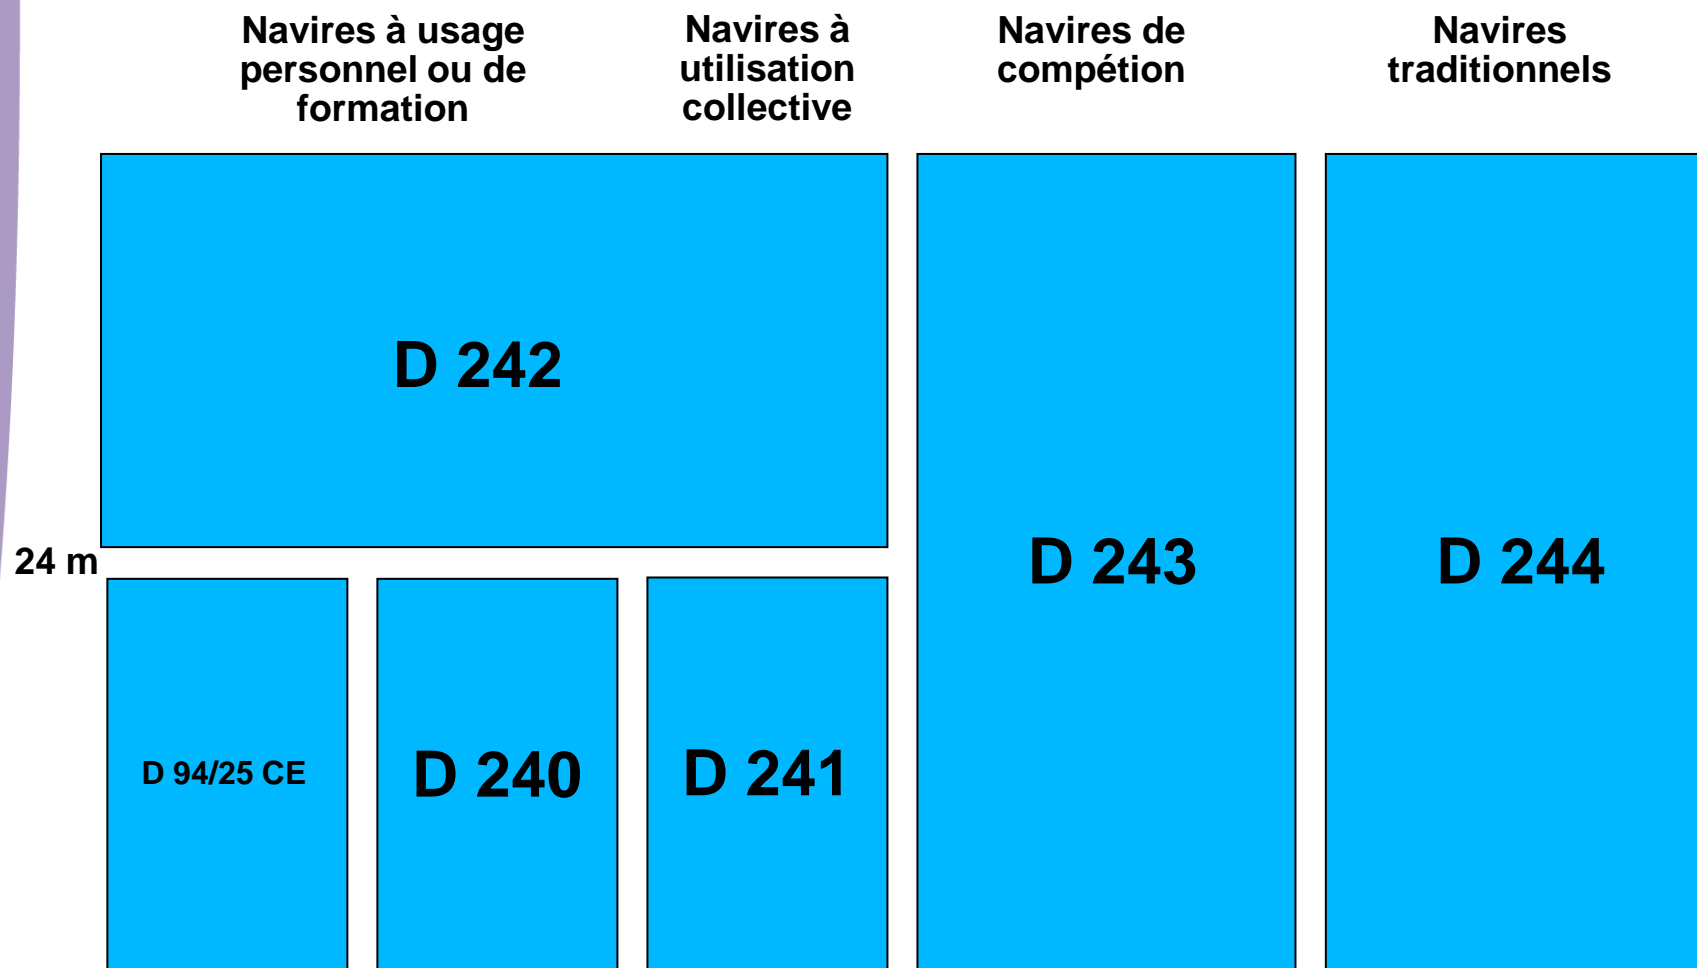 Navires à usage
personnel ou de
formation
Navires à
utilisation
collective
Navires de
compétion
Navires
traditionnels
D 242
24 m
D 243
D 244
D 94/25 CE
D 240
D 241